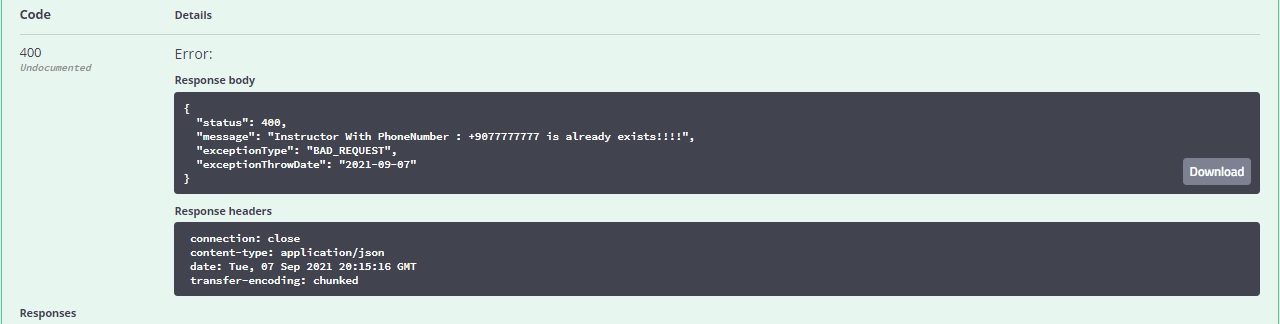 Code Details
400 Error:
Undocumented
Response body
{
"status": 400,
"message": "Instructor With PhoneNumber : +9077777777 is already exists!!!!",
"exceptionType": "BAD_REQUEST",
"exceptionThrowDate": "2021-09-07"
}
Download
Response headers
connection: close
content-type: application/json
date: Tue, 07 Sep 2021 20:15:16 GMT
transfer-encoding: chunked
Responses